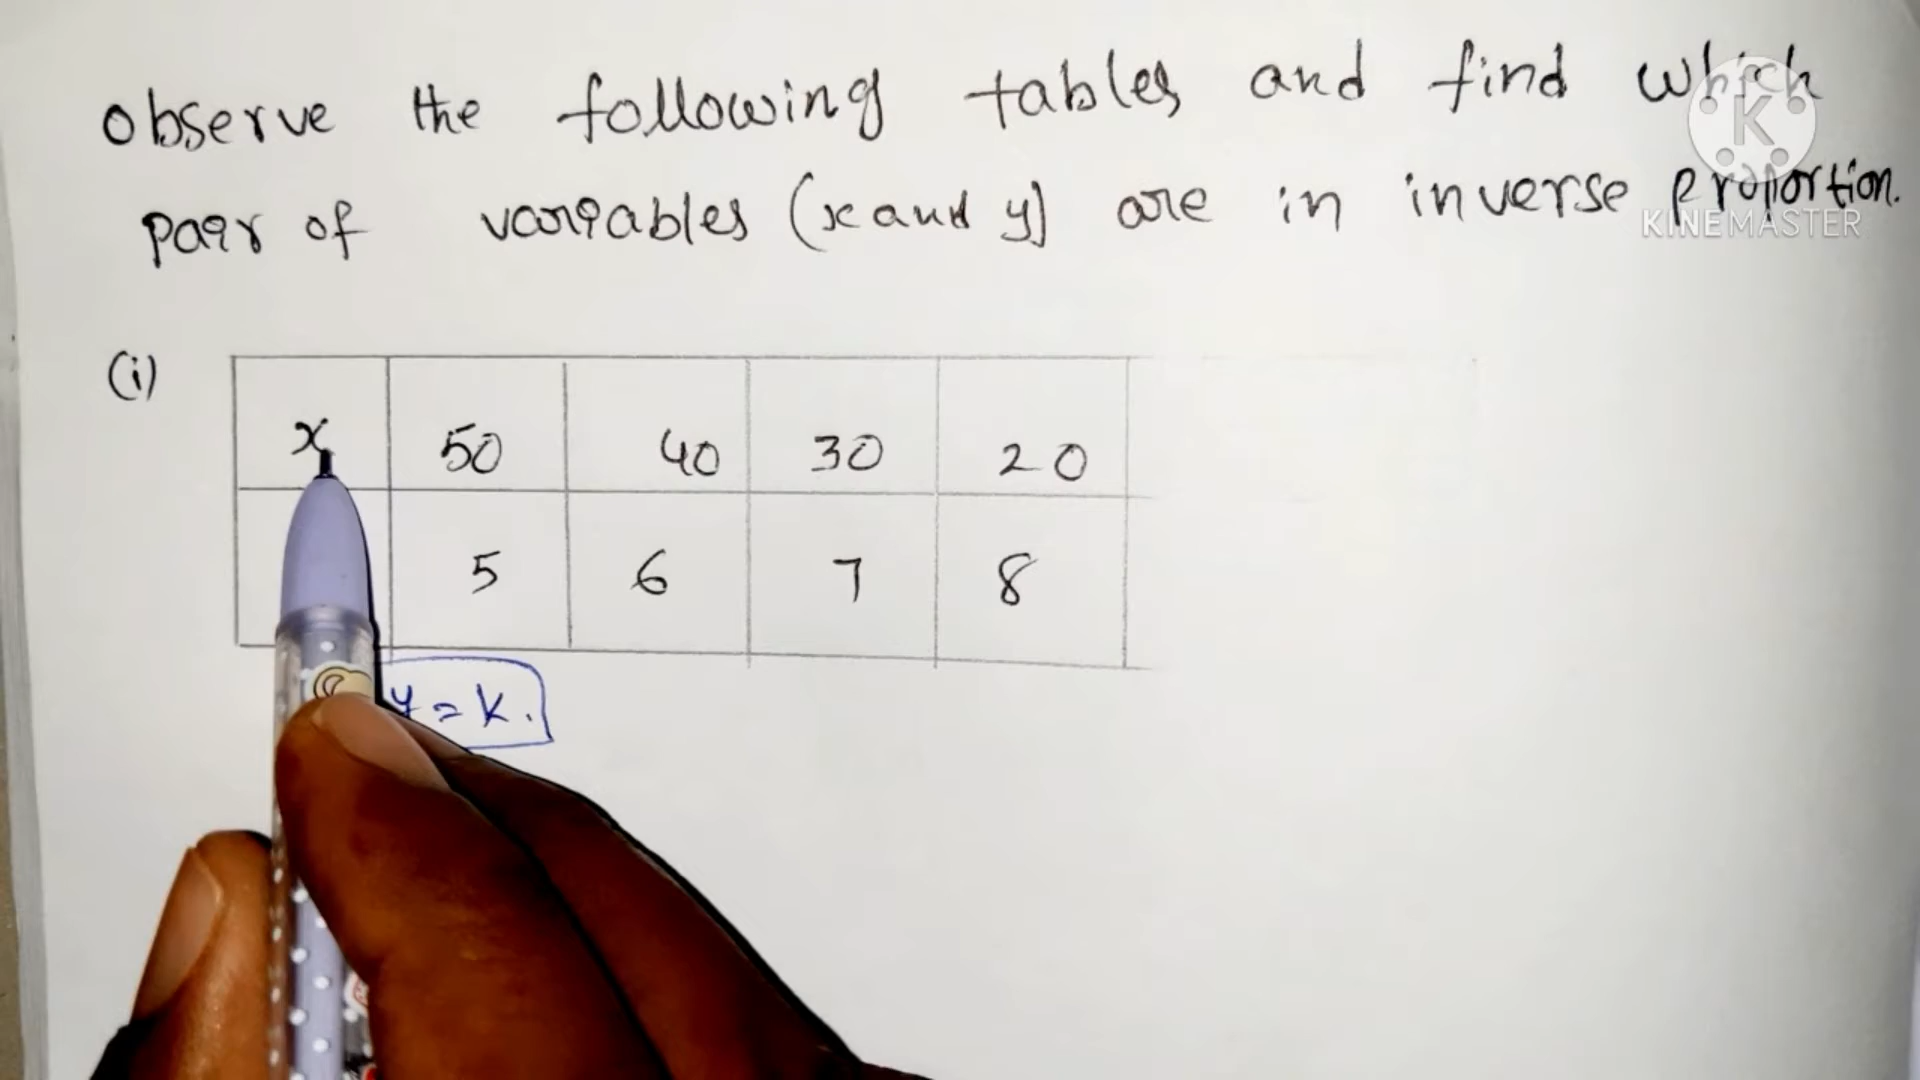 observe the following tables and find which
pair of variables (x and y) are in inverse proportion.
K
KINEMASTER
(i)
x 50 40 30 20
5 6 7 8
y = k.